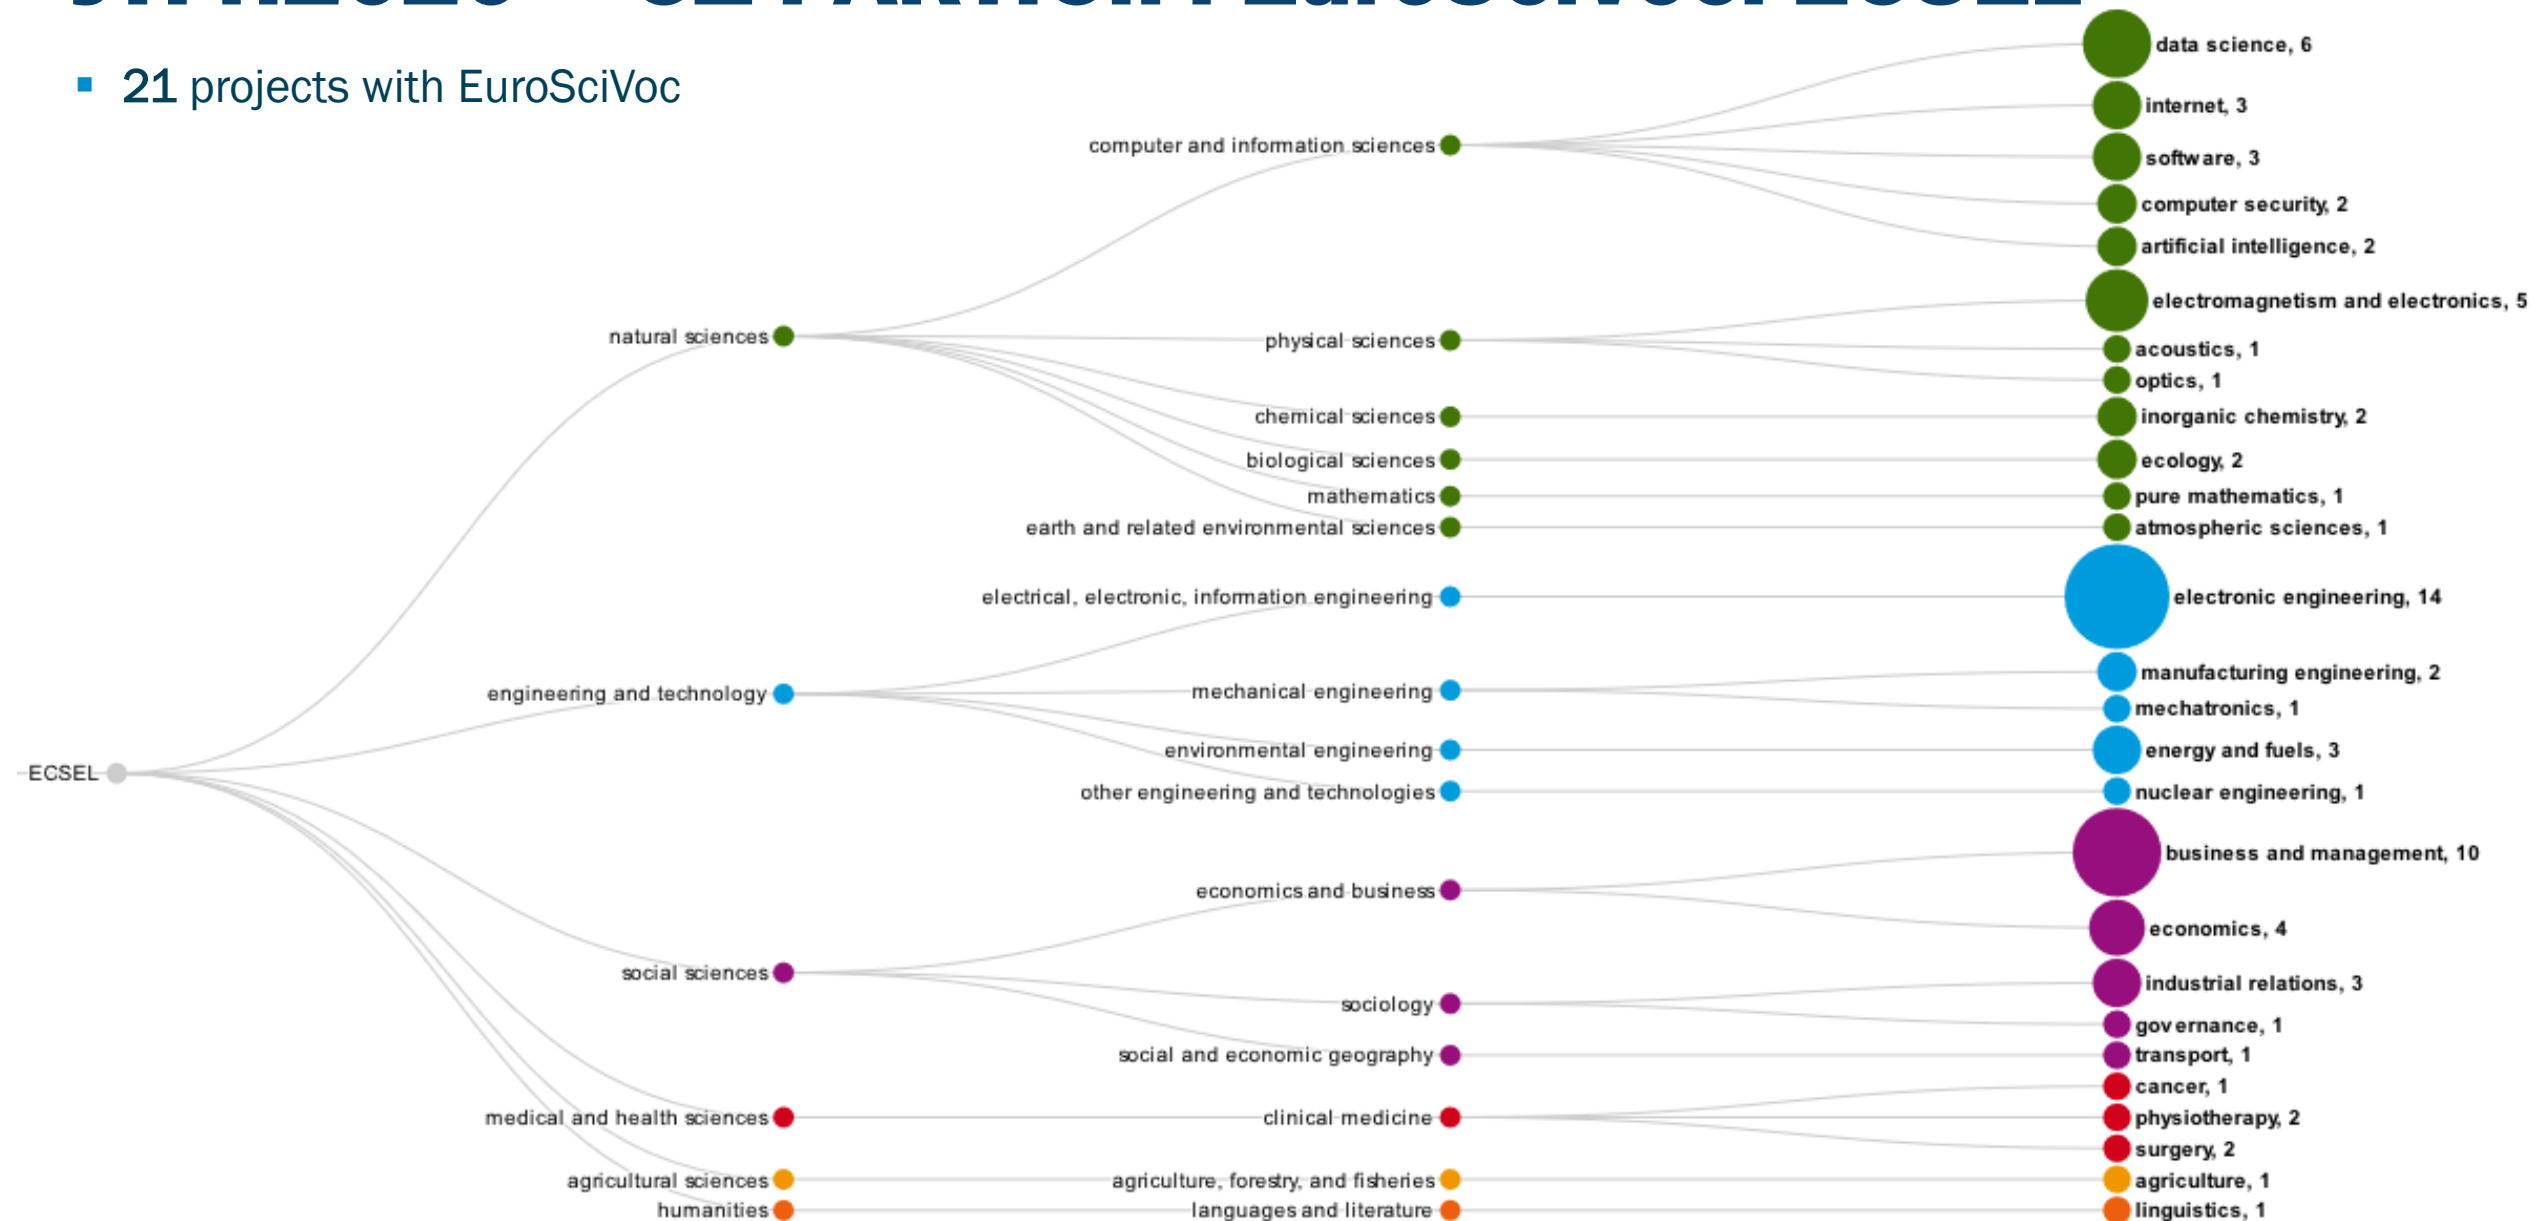 21 projects with EuroSciVoc
data science, 6
internet, 3
computer and information sciences
software, 3
computer security, 2
artificial intelligence, 2
electromagnetism and electronics, 5
natural sciences
physical sciences
acoustics, 1
optics, 1
chemical sciences
inorganic chemistry, 2
biological sciences
ecology, 2
mathematics
pure mathematics, 1
earth and related environmental sciences
atmospheric sciences, 1
electrical, electronic, information engineering
electronic engineering, 14
manufacturing engineering, 2
engineering and technology
mechanical engineering
mechatronics, 1
environmental engineering
energy and fuels, 3
ECSEL
other engineering and technologies
nuclear engineering, 1
business and management, 10
economics and business
economics, 4
social sciences
industrial relations, 3
sociology
governance, 1
social and economic geography
transport, 1
cancer, 1
medical and health sciences
clinical medicine
physiotherapy, 2
surgery, 2
agricultural sciences
agriculture, forestry, and fisheries
agriculture, 1
humanities
languages and literature
linguistics, 1